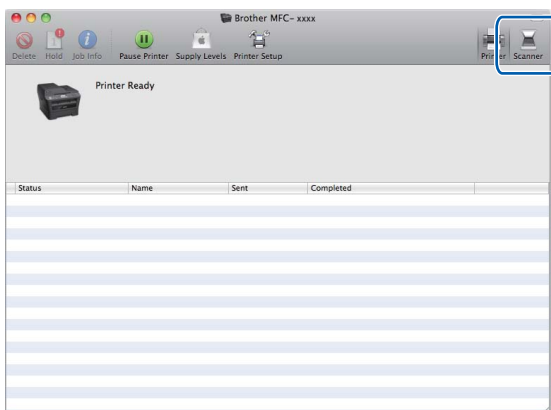 Brother MFC- xxxx
Delete Hold Job Info Pause Printer Supply Levels Printer Setup Printer Scanner
Printer Ready
Status Name Sent Completed